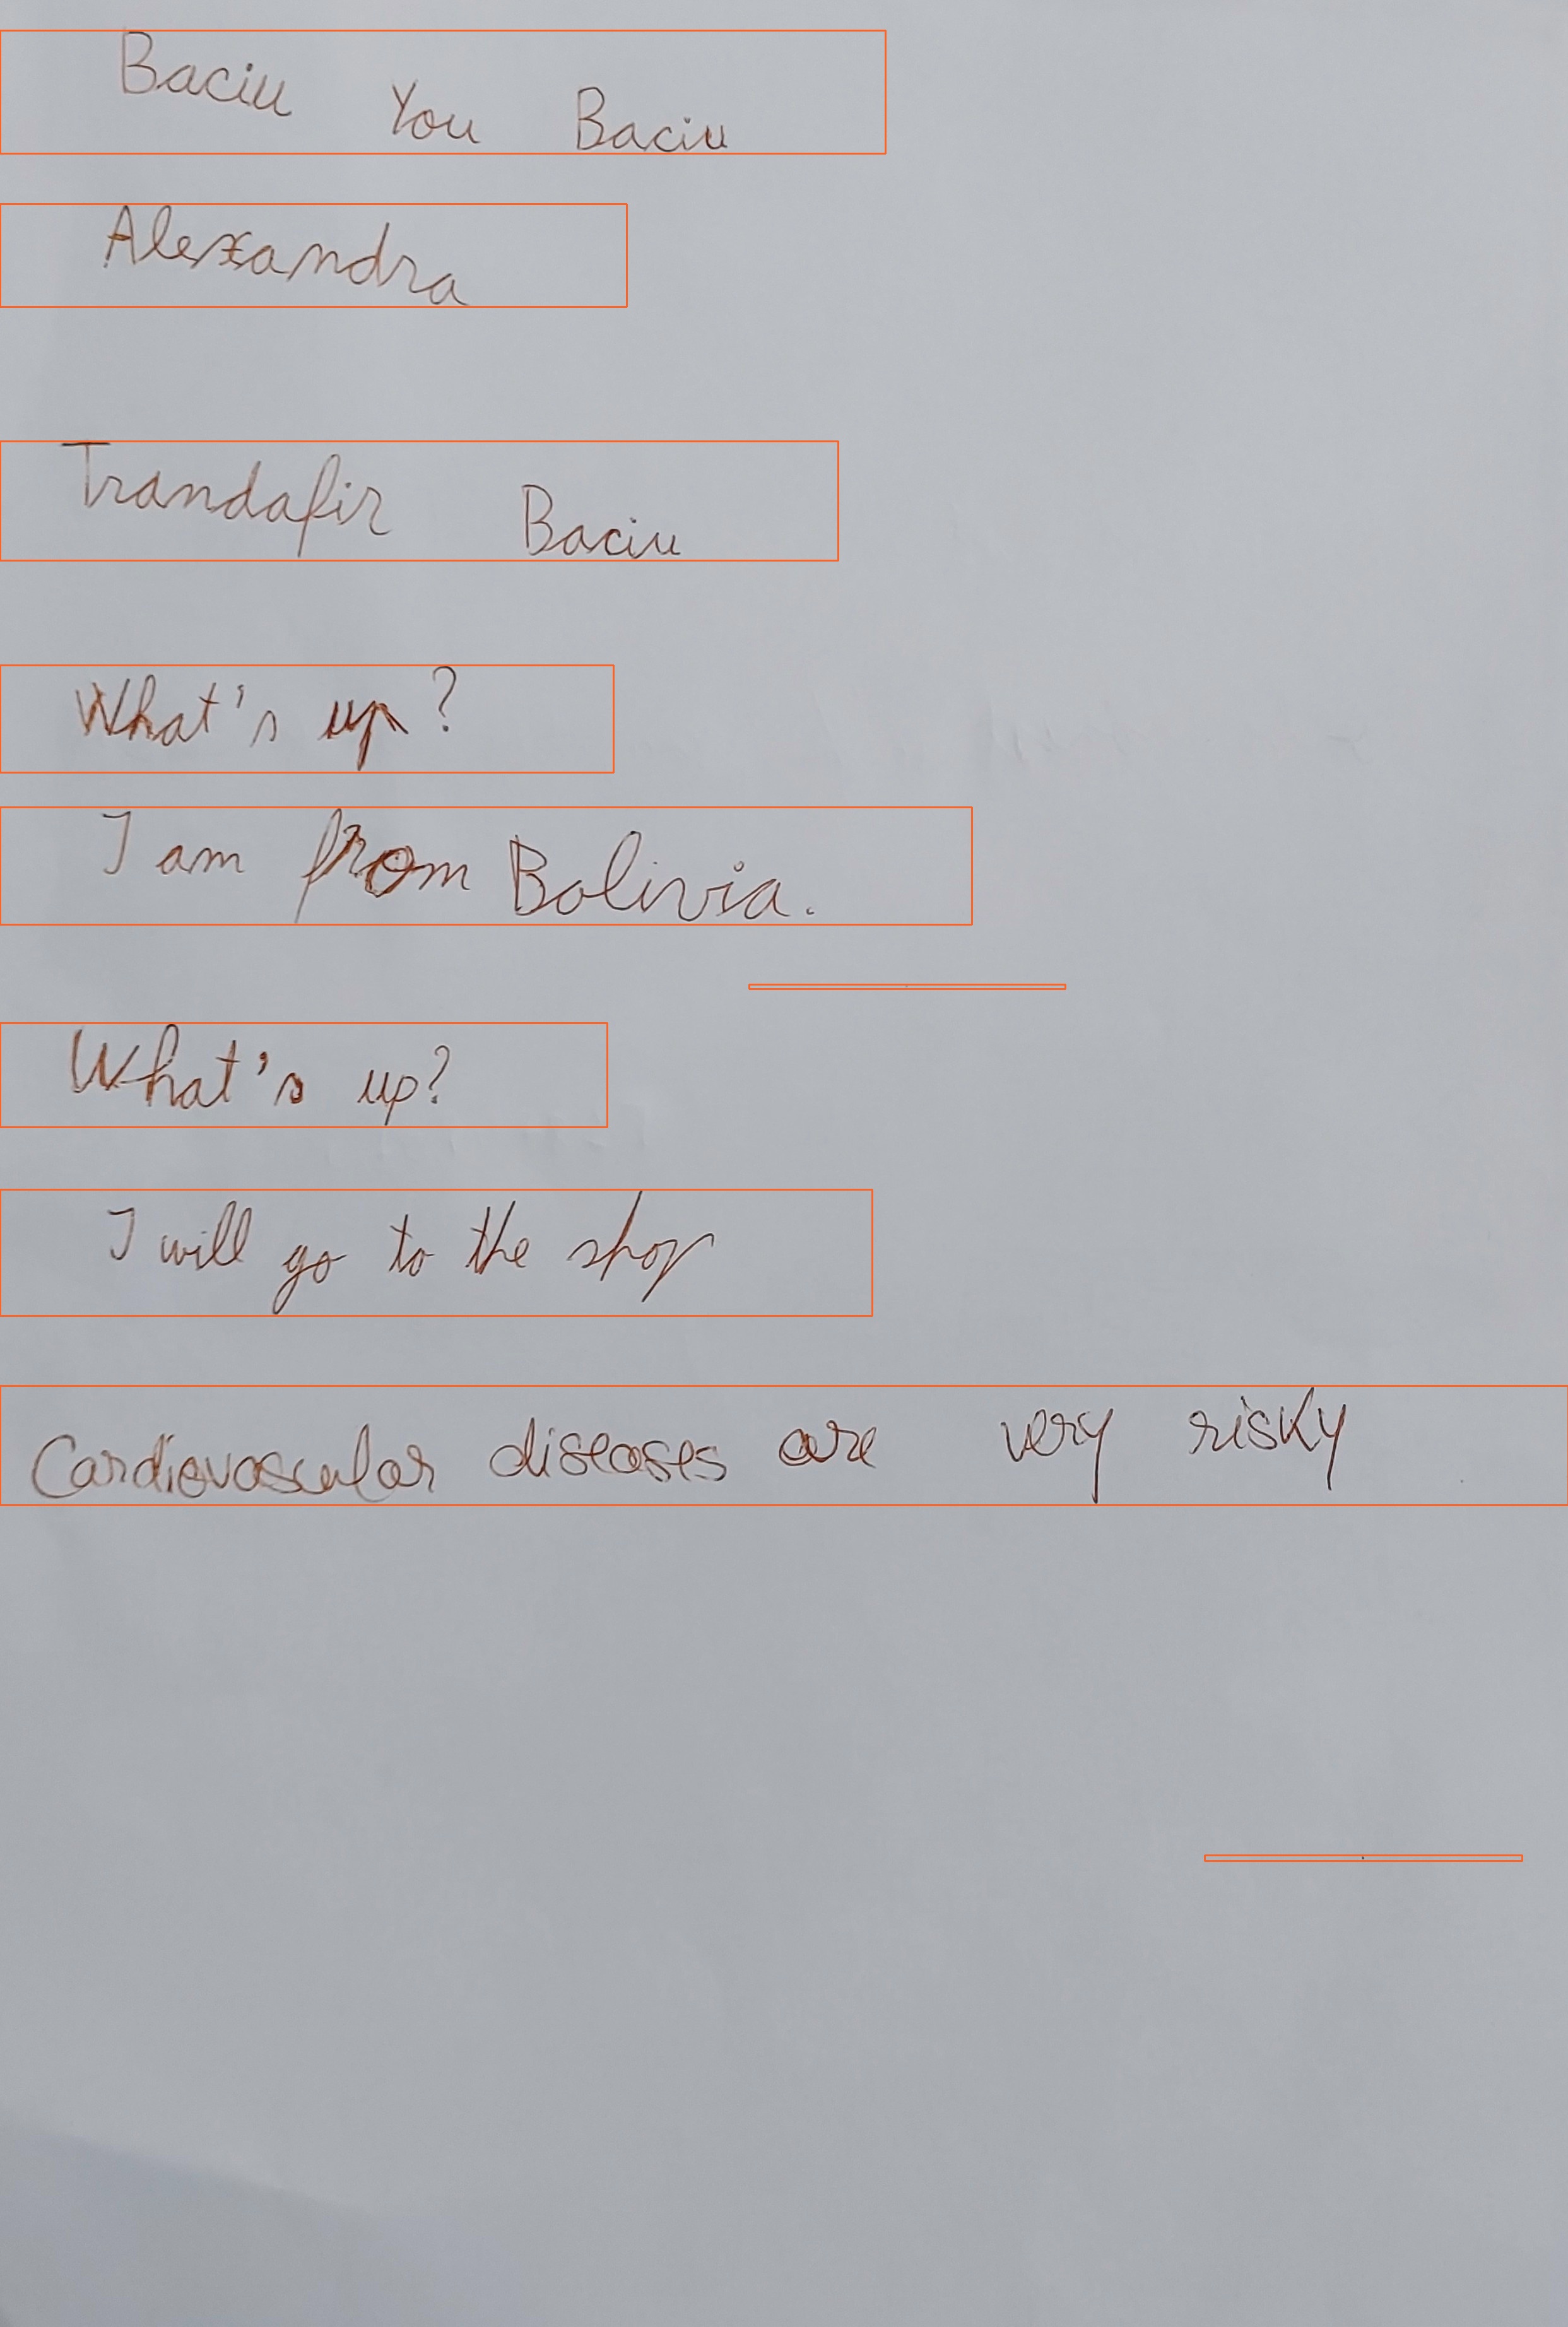 Baciu You Baciu
Alexandra
Trandafir Baciu
What's up?
I am from Bolivia.
What's up?
I will go to the shop
Cardiovascular diseases are very risky